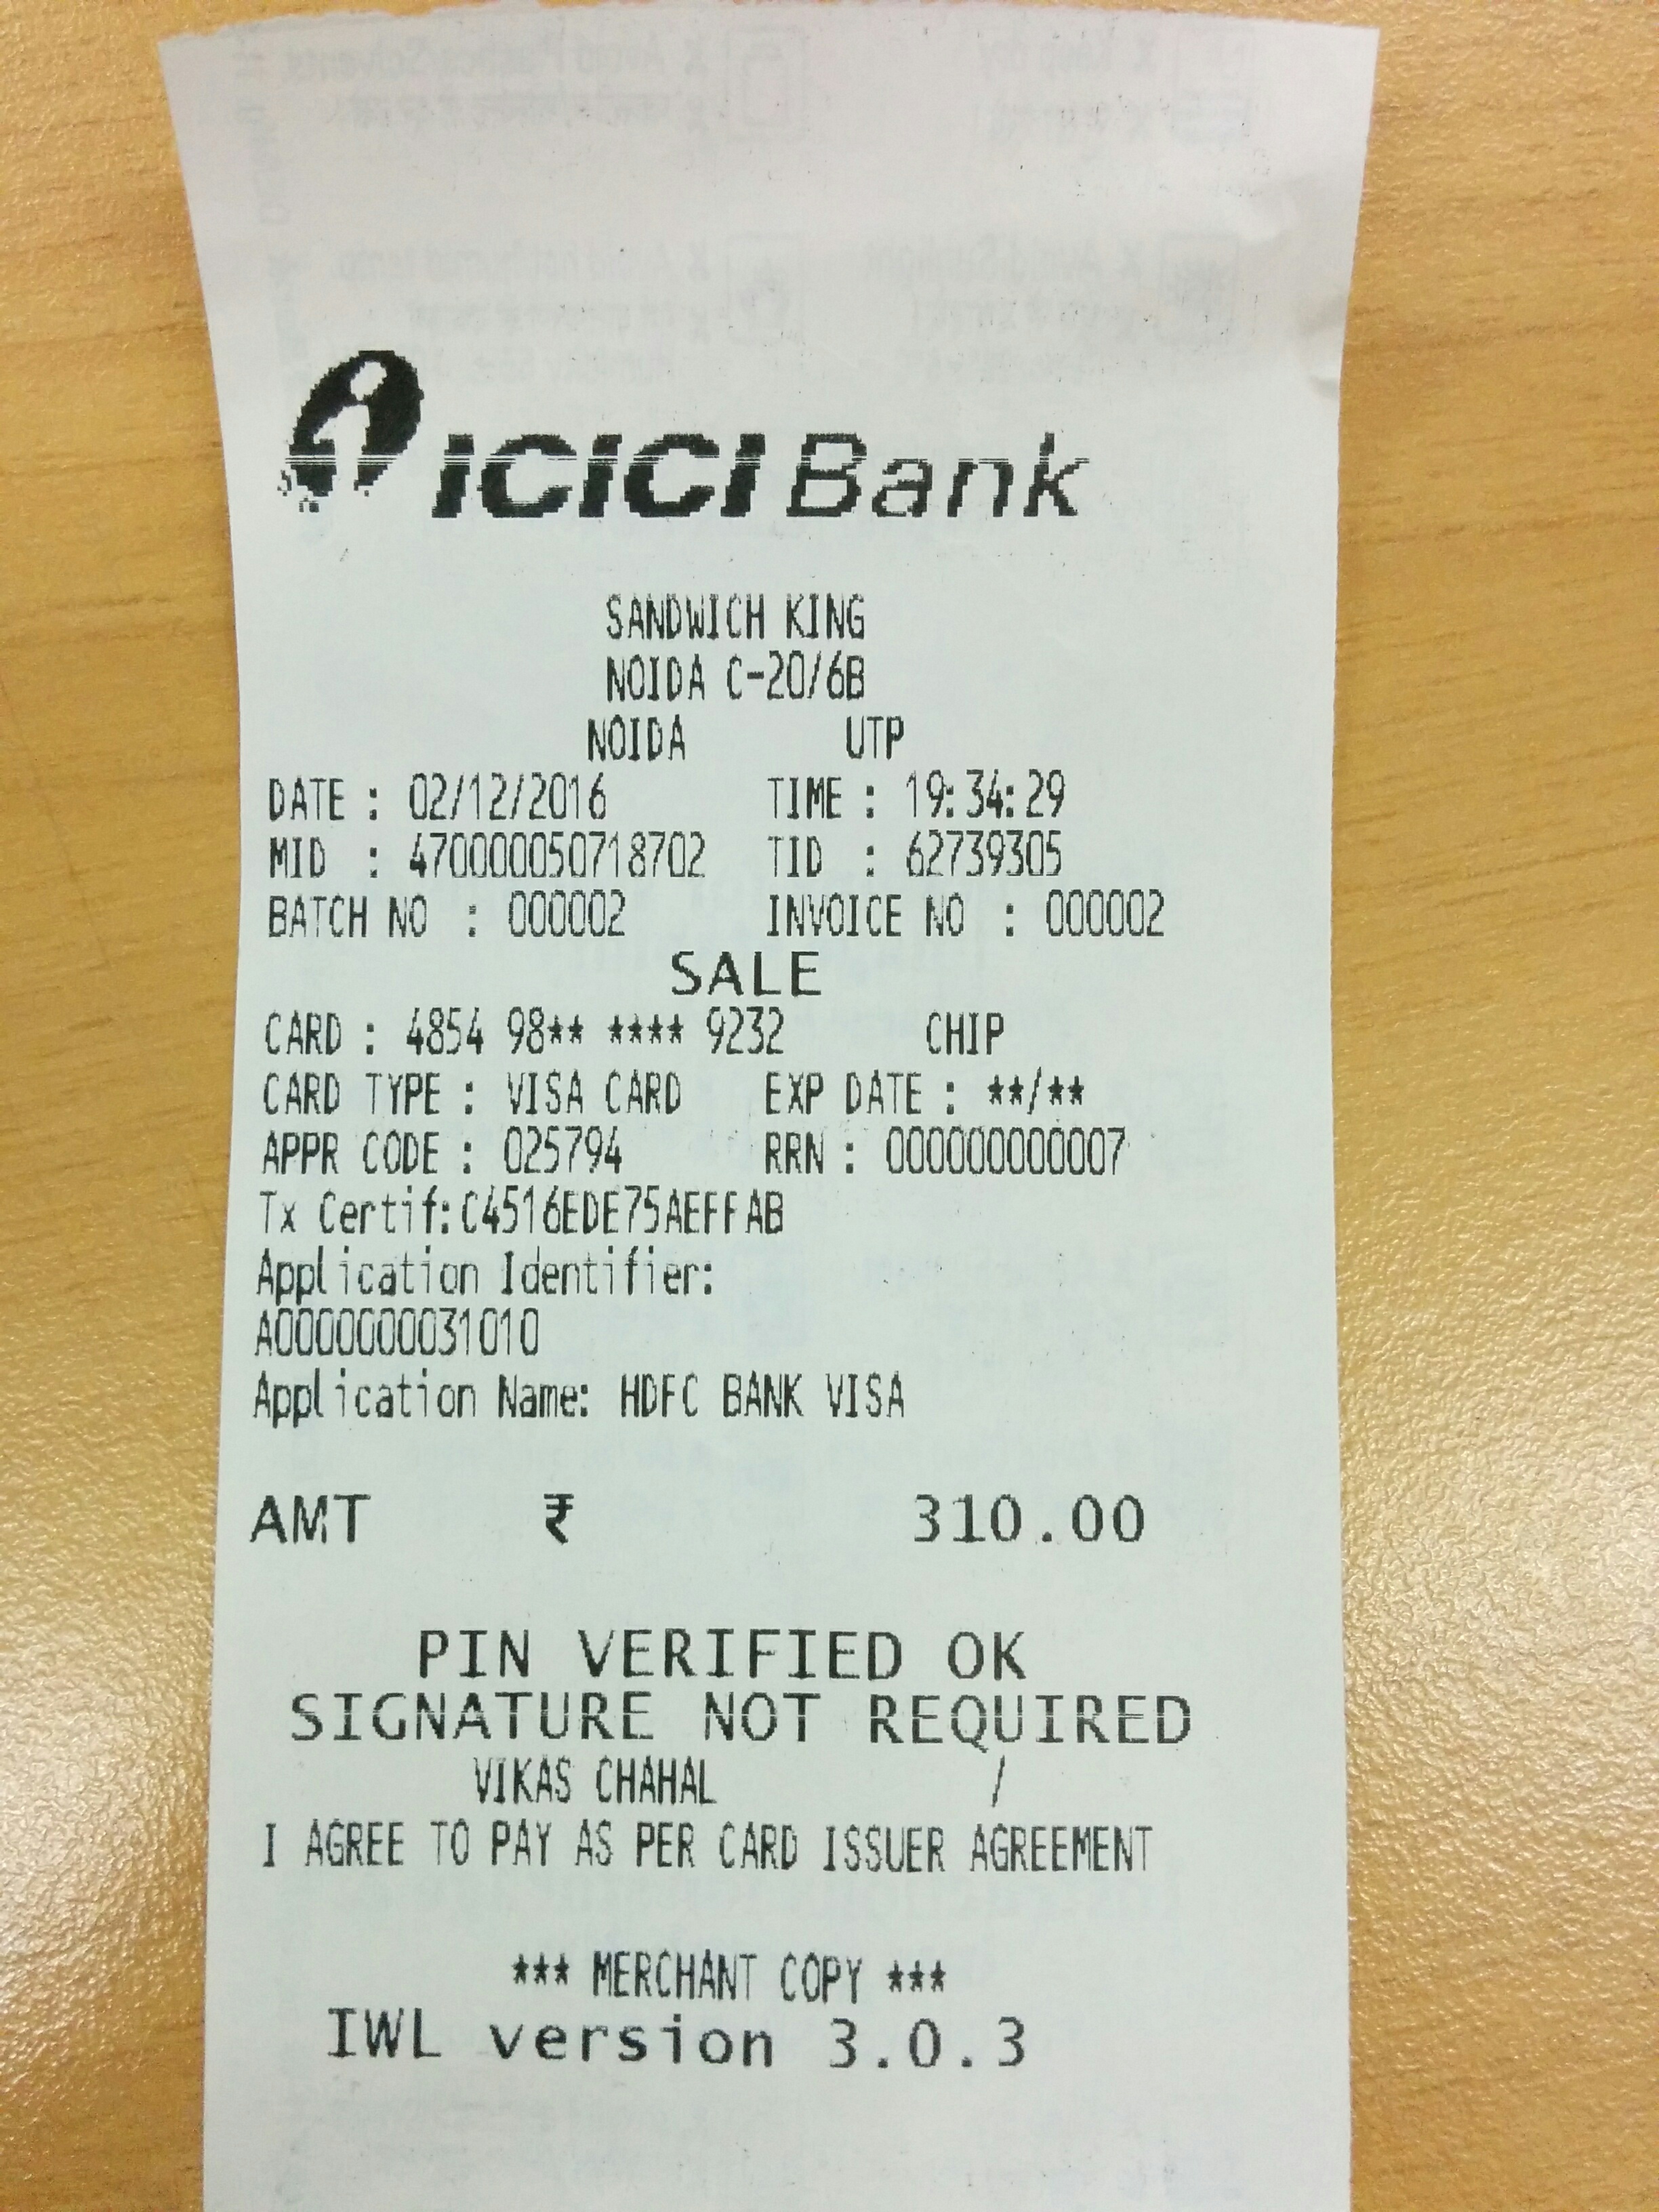 ICICI Bank
SANDWICH KING
NOIDA C-20/6B
NOIDA UTP
DATE : 02/12/2016 TIME : 19:34:29
MID : 470000050718702 TID : 62739305
BATCH NO : 000002 INVOICE NO : 000002
SALE
CARD : 4854 98** **** 9232 CHIP
CARD TYPE : VISA CARD EXP DATE : **/**
APPR CODE : 025794 RRN : 000000000007
Tx Certif:C4516EDE75AEFFAB
Application Identifier:
A0000000031010
Application Name: HDFC BANK VISA
AMT ₹ 310.00
PIN VERIFIED OK
SIGNATURE NOT REQUIRED
VIKAS CHAHAL /
I AGREE TO PAY AS PER CARD ISSUER AGREEMENT
*** MERCHANT COPY ***
IWL version 3.0.3